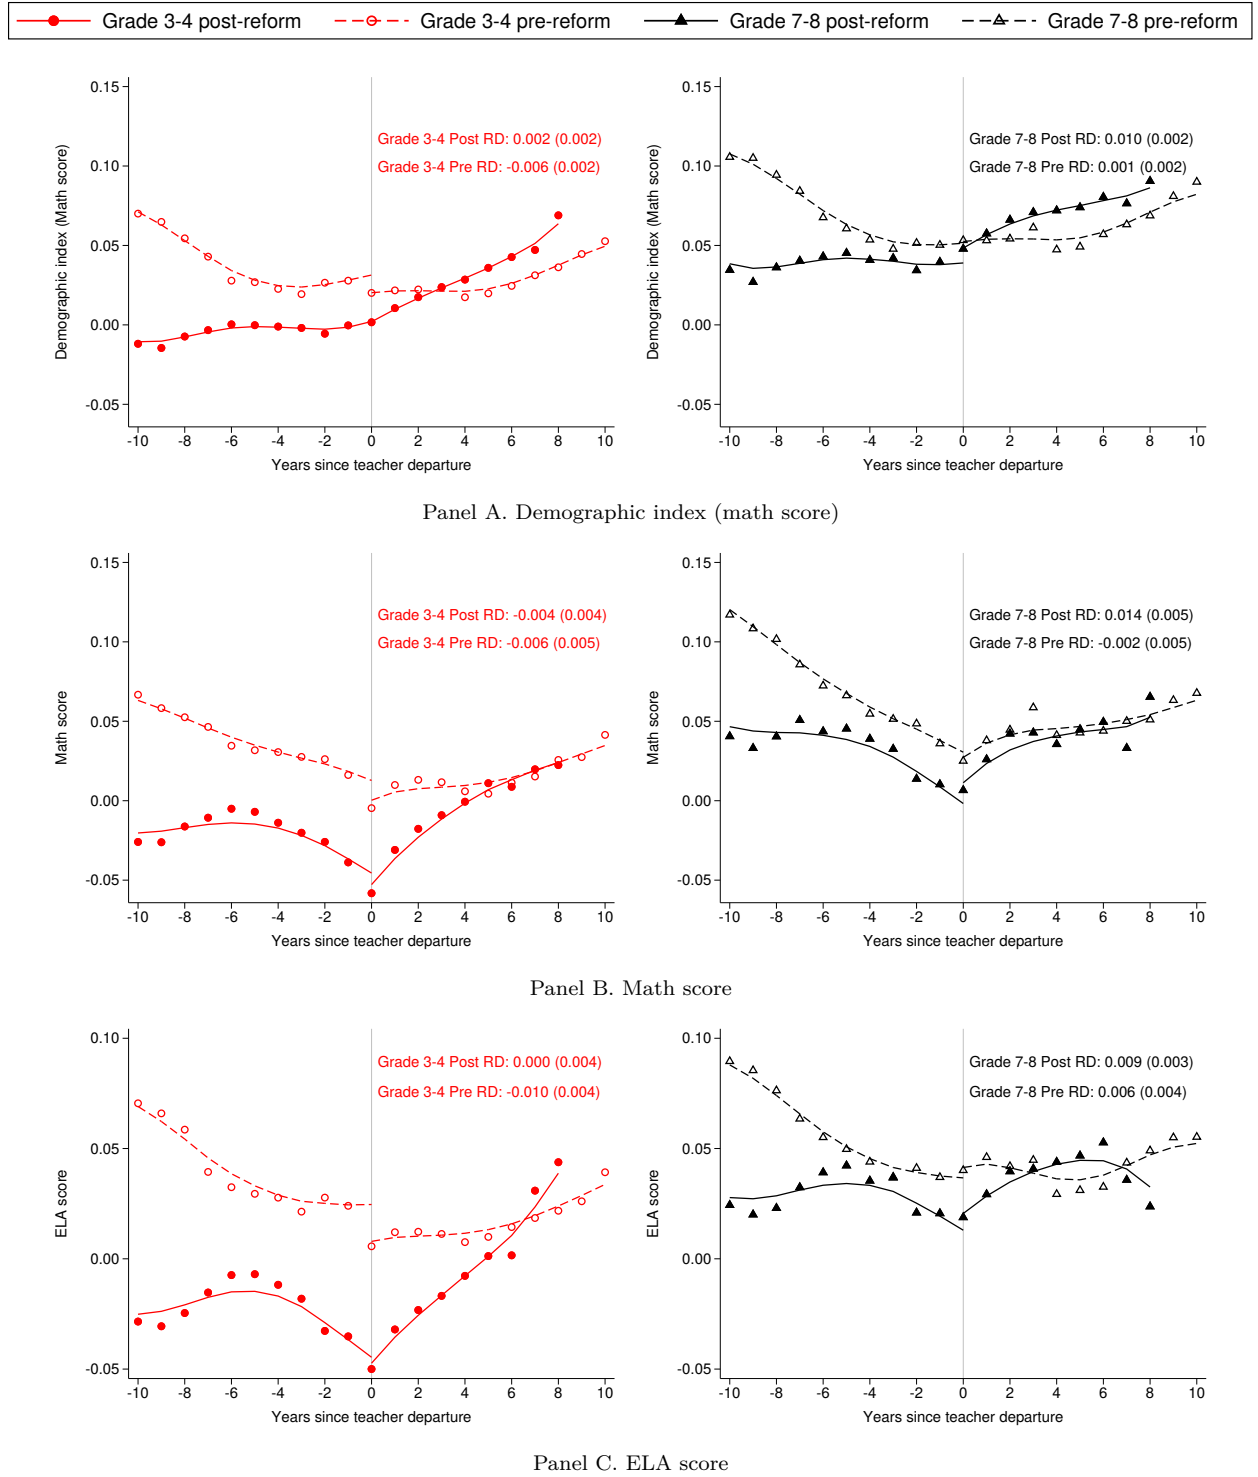 Grade 3-4 post-reform Grade 3-4 pre-reform Grade 7-8 post-reform Grade 7-8 pre-reform
0.15
0.10
0.05
0.00
-0.05
Demographic index (Math score)
Grade 3-4 Post RD: 0.002 (0.002)
Grade 3-4 Pre RD: -0.006 (0.002)
-10 -8 -6 -4 -2 0 2 4 6 8 10
Years since teacher departure
0.15
0.10
0.05
0.00
-0.05
Demographic index (Math score)
Grade 7-8 Post RD: 0.010 (0.002)
Grade 7-8 Pre RD: 0.001 (0.002)
-10 -8 -6 -4 -2 0 2 4 6 8 10
Years since teacher departure
Panel A. Demographic index (math score)
0.15
0.10
0.05
0.00
-0.05
Math score
Grade 3-4 Post RD: -0.004 (0.004)
Grade 3-4 Pre RD: -0.006 (0.005)
-10 -8 -6 -4 -2 0 2 4 6 8 10
Years since teacher departure
0.15
0.10
0.05
0.00
-0.05
Math score
Grade 7-8 Post RD: 0.014 (0.005)
Grade 7-8 Pre RD: -0.002 (0.005)
-10 -8 -6 -4 -2 0 2 4 6 8 10
Years since teacher departure
Panel B. Math score
0.10
0.05
0.00
-0.05
ELA score
Grade 3-4 Post RD: 0.000 (0.004)
Grade 3-4 Pre RD: -0.010 (0.004)
-10 -8 -6 -4 -2 0 2 4 6 8 10
Years since teacher departure
0.10
0.05
0.00
-0.05
ELA score
Grade 7-8 Post RD: 0.009 (0.003)
Grade 7-8 Pre RD: 0.006 (0.004)
-10 -8 -6 -4 -2 0 2 4 6 8 10
Years since teacher departure
Panel C. ELA score